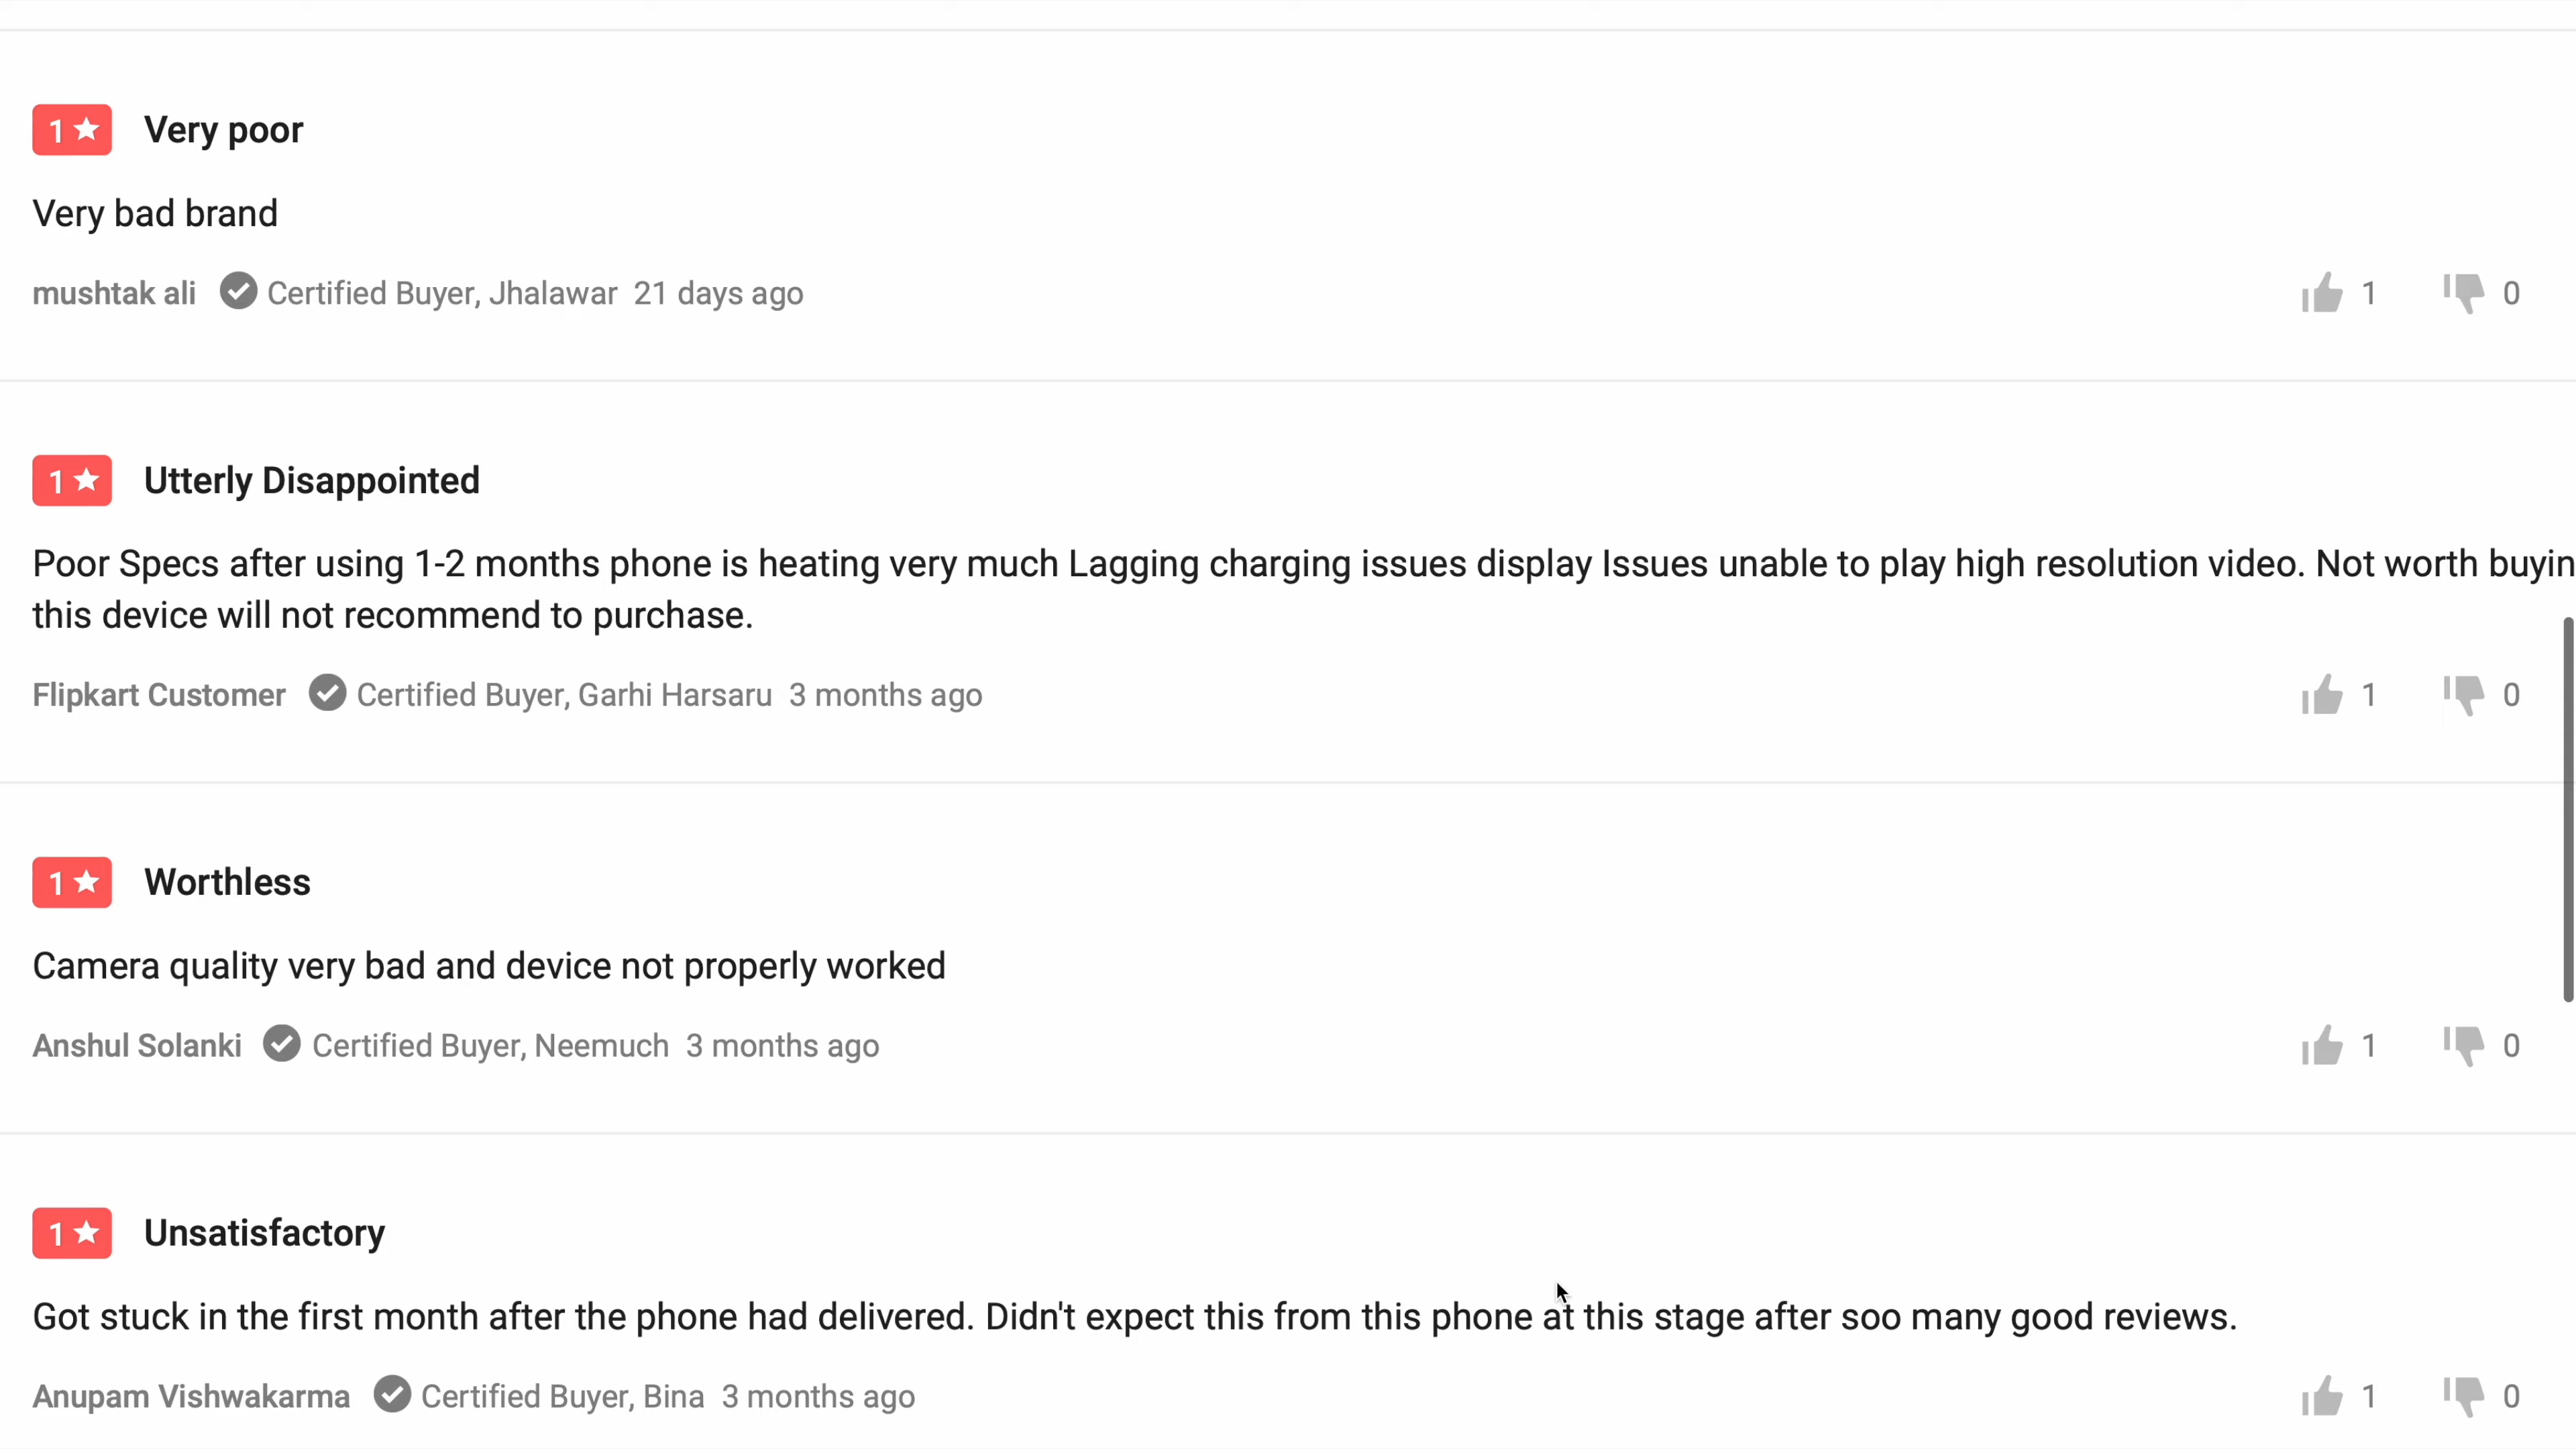 1 ★ Very poor
Very bad brand
mushtak ali Certified Buyer, Jhalawar 21 days ago 1 0
1 ★ Utterly Disappointed
Poor Specs after using 1-2 months phone is heating very much Lagging charging issues display Issues unable to play high resolution video. Not worth buyin
this device will not recommend to purchase.
Flipkart Customer Certified Buyer, Garhi Harsaru 3 months ago 1 0
1 ★ Worthless
Camera quality very bad and device not properly worked
Anshul Solanki Certified Buyer, Neemuch 3 months ago 1 0
1 ★ Unsatisfactory
Got stuck in the first month after the phone had delivered. Didn't expect this from this phone at this stage after soo many good reviews.
Anupam Vishwakarma Certified Buyer, Bina 3 months ago 1 0